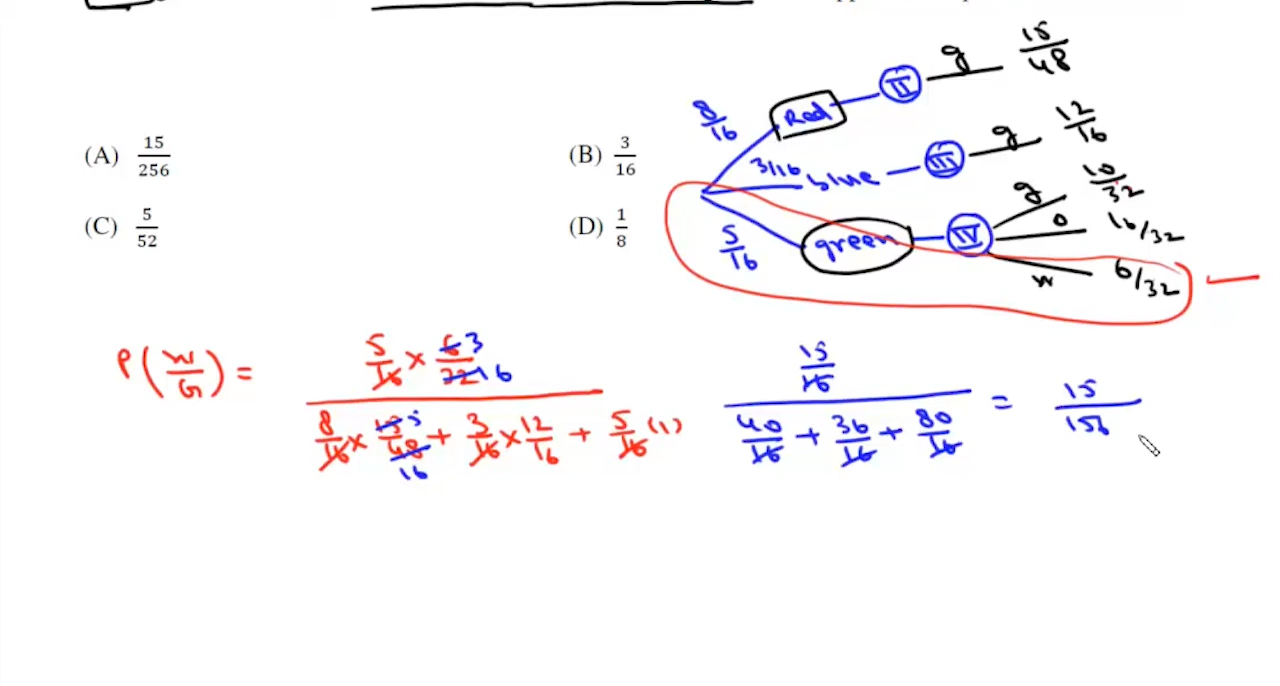 (A) 15/256
(B) 3/16
(C) 5/52
(D) 1/8
8/16 Red II g 15/48
3/16 blue III g 12/16
5/16 green IV g 10/32
o 16/32
w 6/32
P(W/G) = (5/16 × 6/32 3 16) / (8/16 × 15/48 5 16 + 3/16 × 12/16 + 5/16 (1)) (15/16) / (40/16 + 36/16 + 80/16) = 15/156